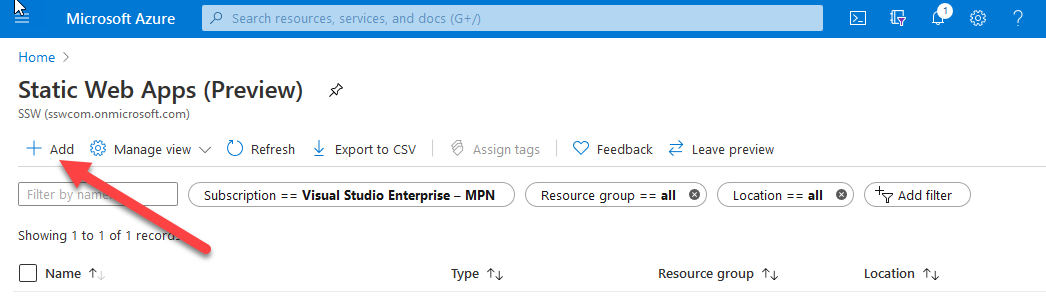 Microsoft Azure Search resources, services, and docs (G+/) 1
Home
Static Web Apps (Preview)
SSW (sswcom.onmicrosoft.com)
Add Manage view Refresh Export to CSV Assign tags Feedback Leave preview
Filter by name Subscription == Visual Studio Enterprise – MPN Resource group == all Location == all Add filter
Showing 1 to 1 of 1 records
Name Type Resource group Location